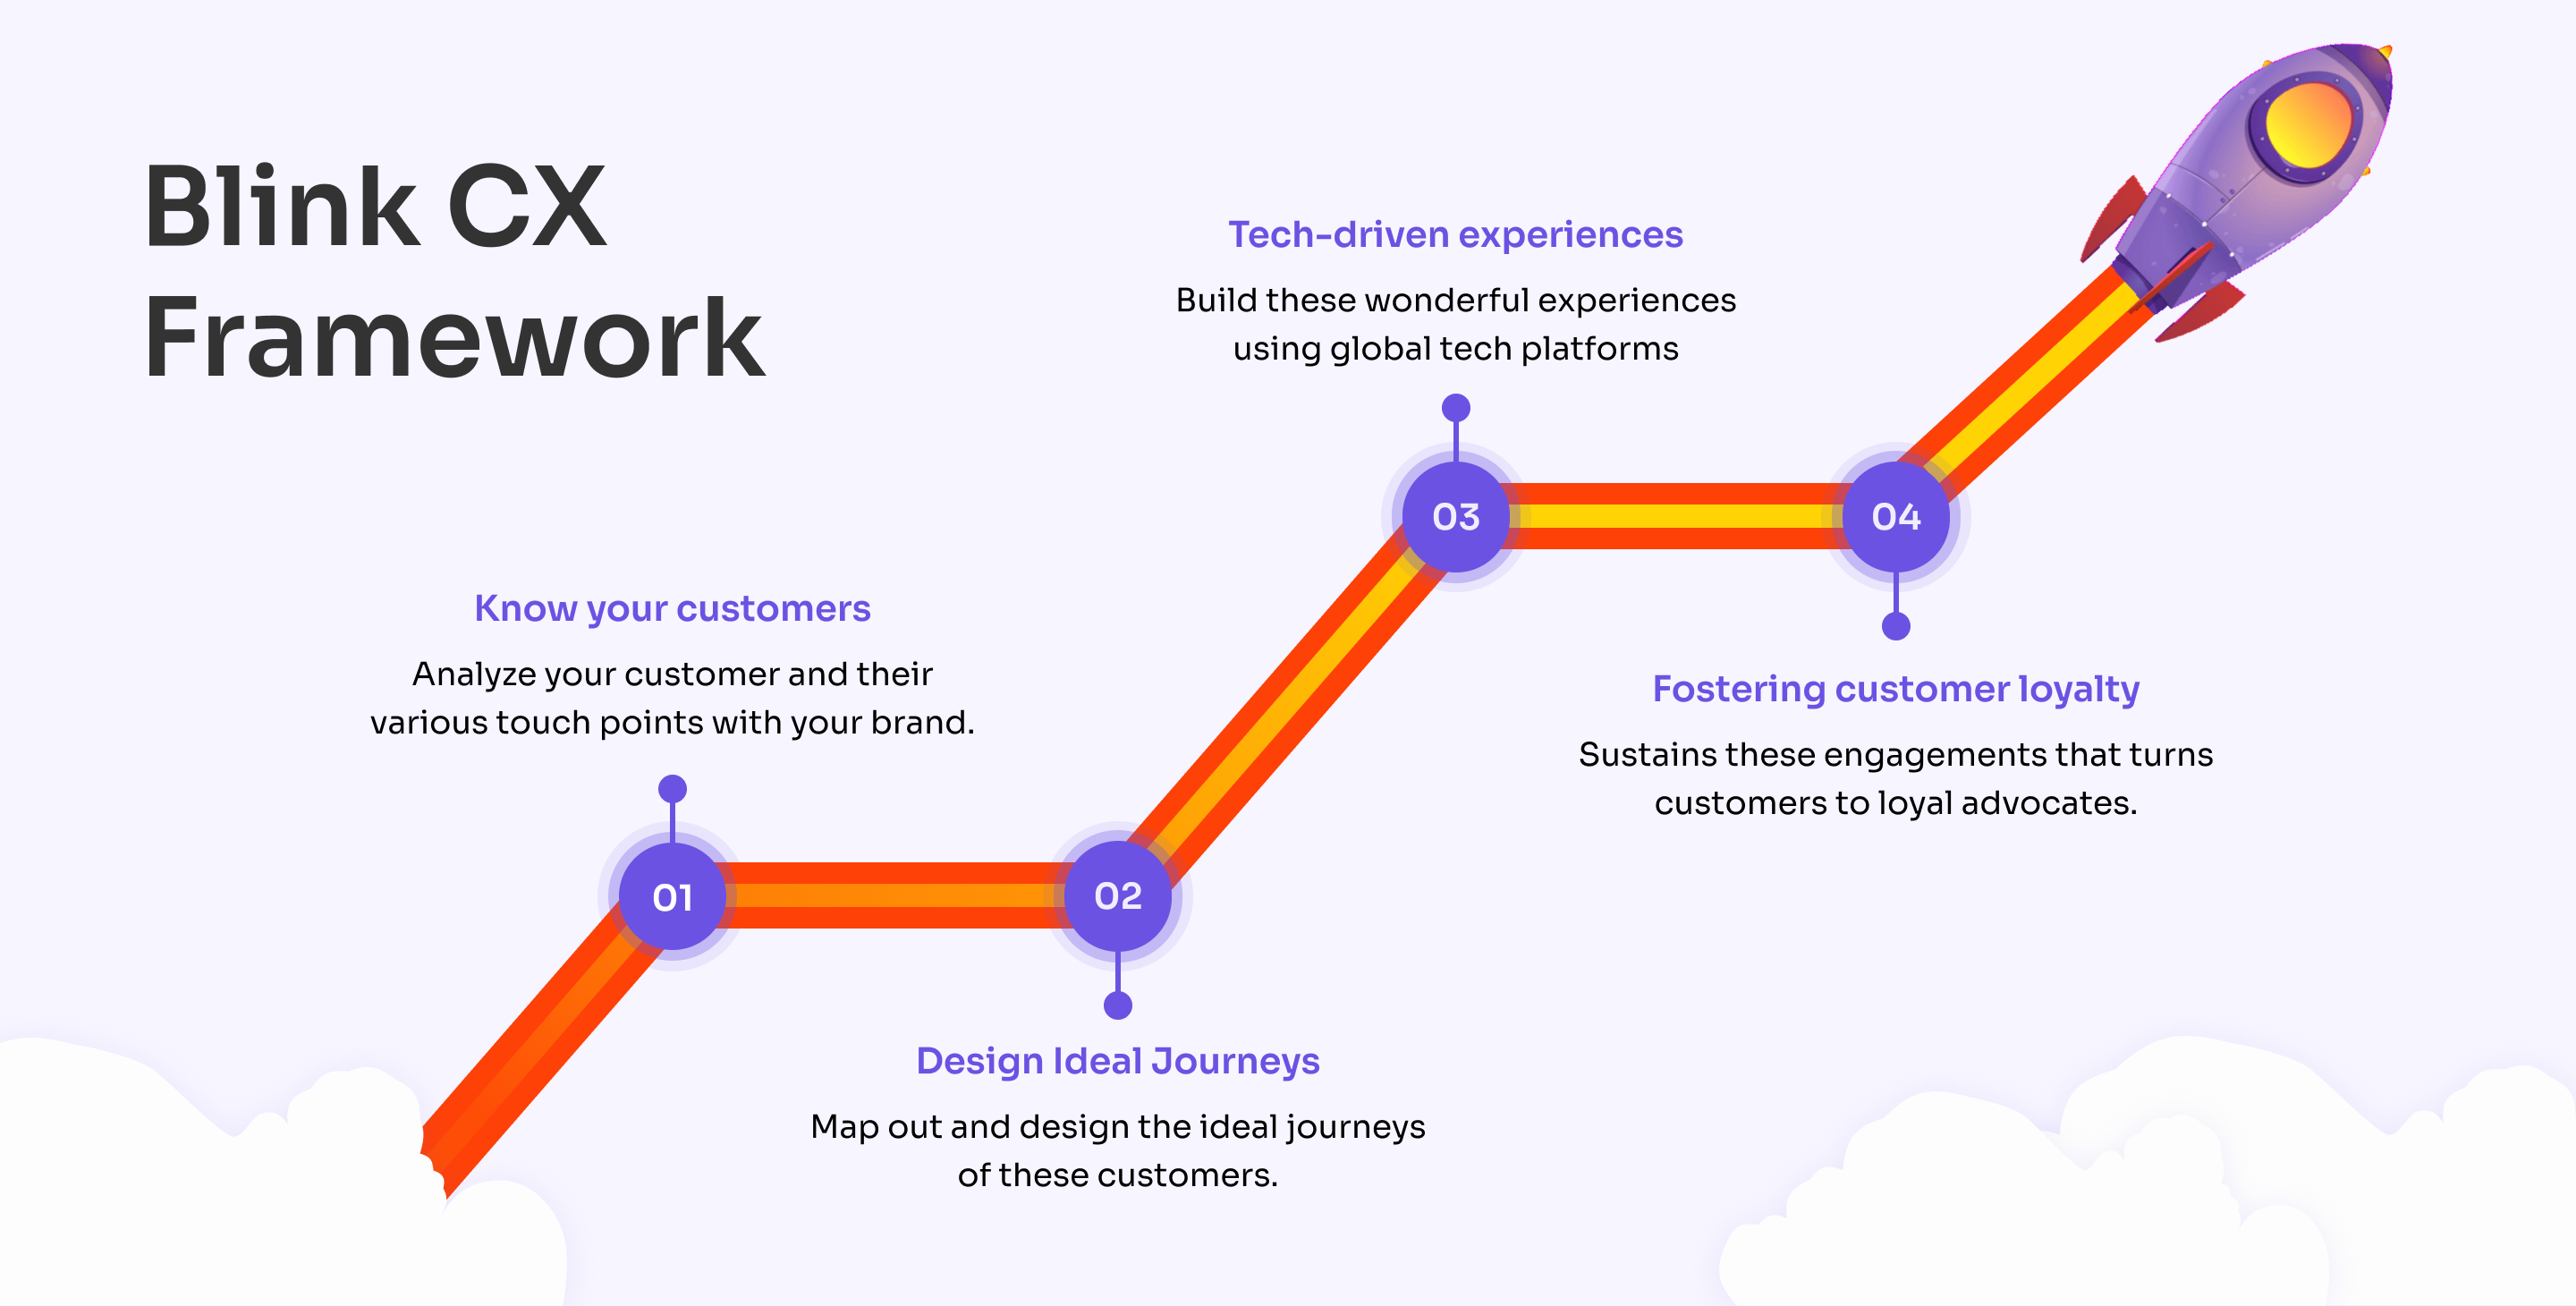 Blink CX
Framework
Know your customers
Analyze your customer and their
various touch points with your brand.
01
02
Design Ideal Journeys
Map out and design the ideal journeys
of these customers.
Tech-driven experiences
Build these wonderful experiences
using global tech platforms
03
04
Fostering customer loyalty
Sustains these engagements that turns
customers to loyal advocates.